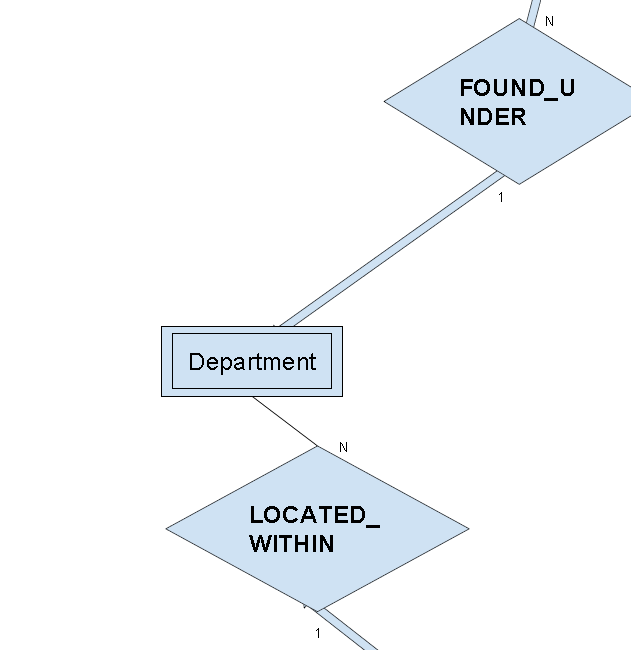 N
FOUND_U
NDER
1
Department
N
LOCATED_
WITHIN
1